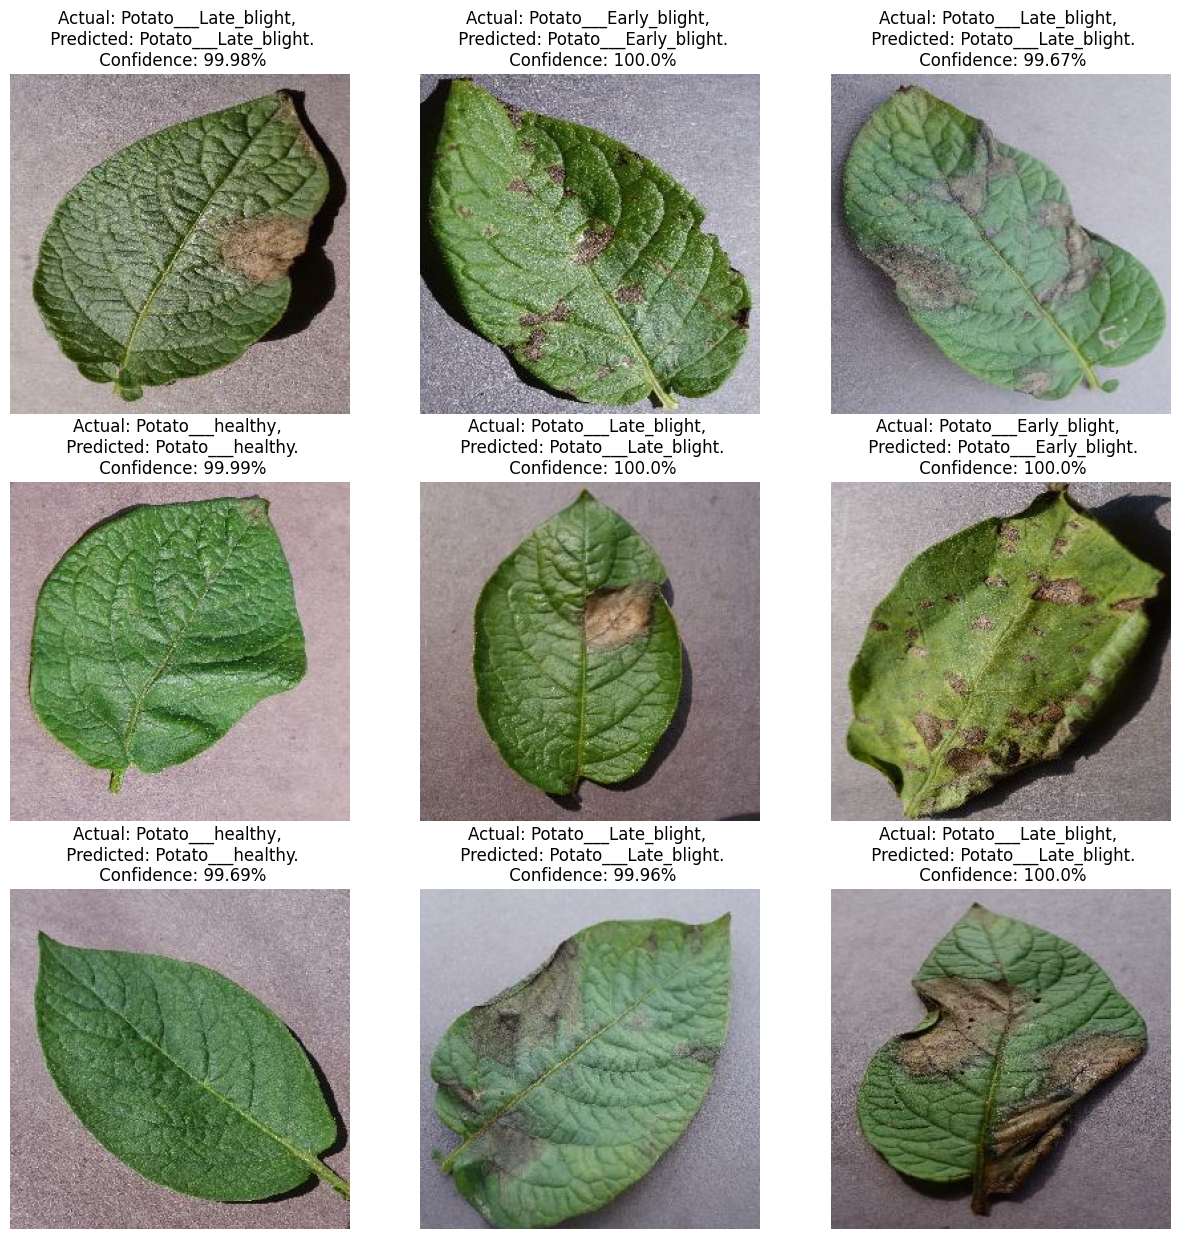 Actual: Potato___Late_blight,
Predicted: Potato___Late_blight.
Confidence: 99.98%
Actual: Potato___Early_blight,
Predicted: Potato___Early_blight.
Confidence: 100.0%
Actual: Potato___Late_blight,
Predicted: Potato___Late_blight.
Confidence: 99.67%
Actual: Potato___healthy,
Predicted: Potato___healthy.
Confidence: 99.99%
Actual: Potato___Late_blight,
Predicted: Potato___Late_blight.
Confidence: 100.0%
Actual: Potato___Early_blight,
Predicted: Potato___Early_blight.
Confidence: 100.0%
Actual: Potato___healthy,
Predicted: Potato___healthy.
Confidence: 99.69%
Actual: Potato___Late_blight,
Predicted: Potato___Late_blight.
Confidence: 99.96%
Actual: Potato___Late_blight,
Predicted: Potato___Late_blight.
Confidence: 100.0%